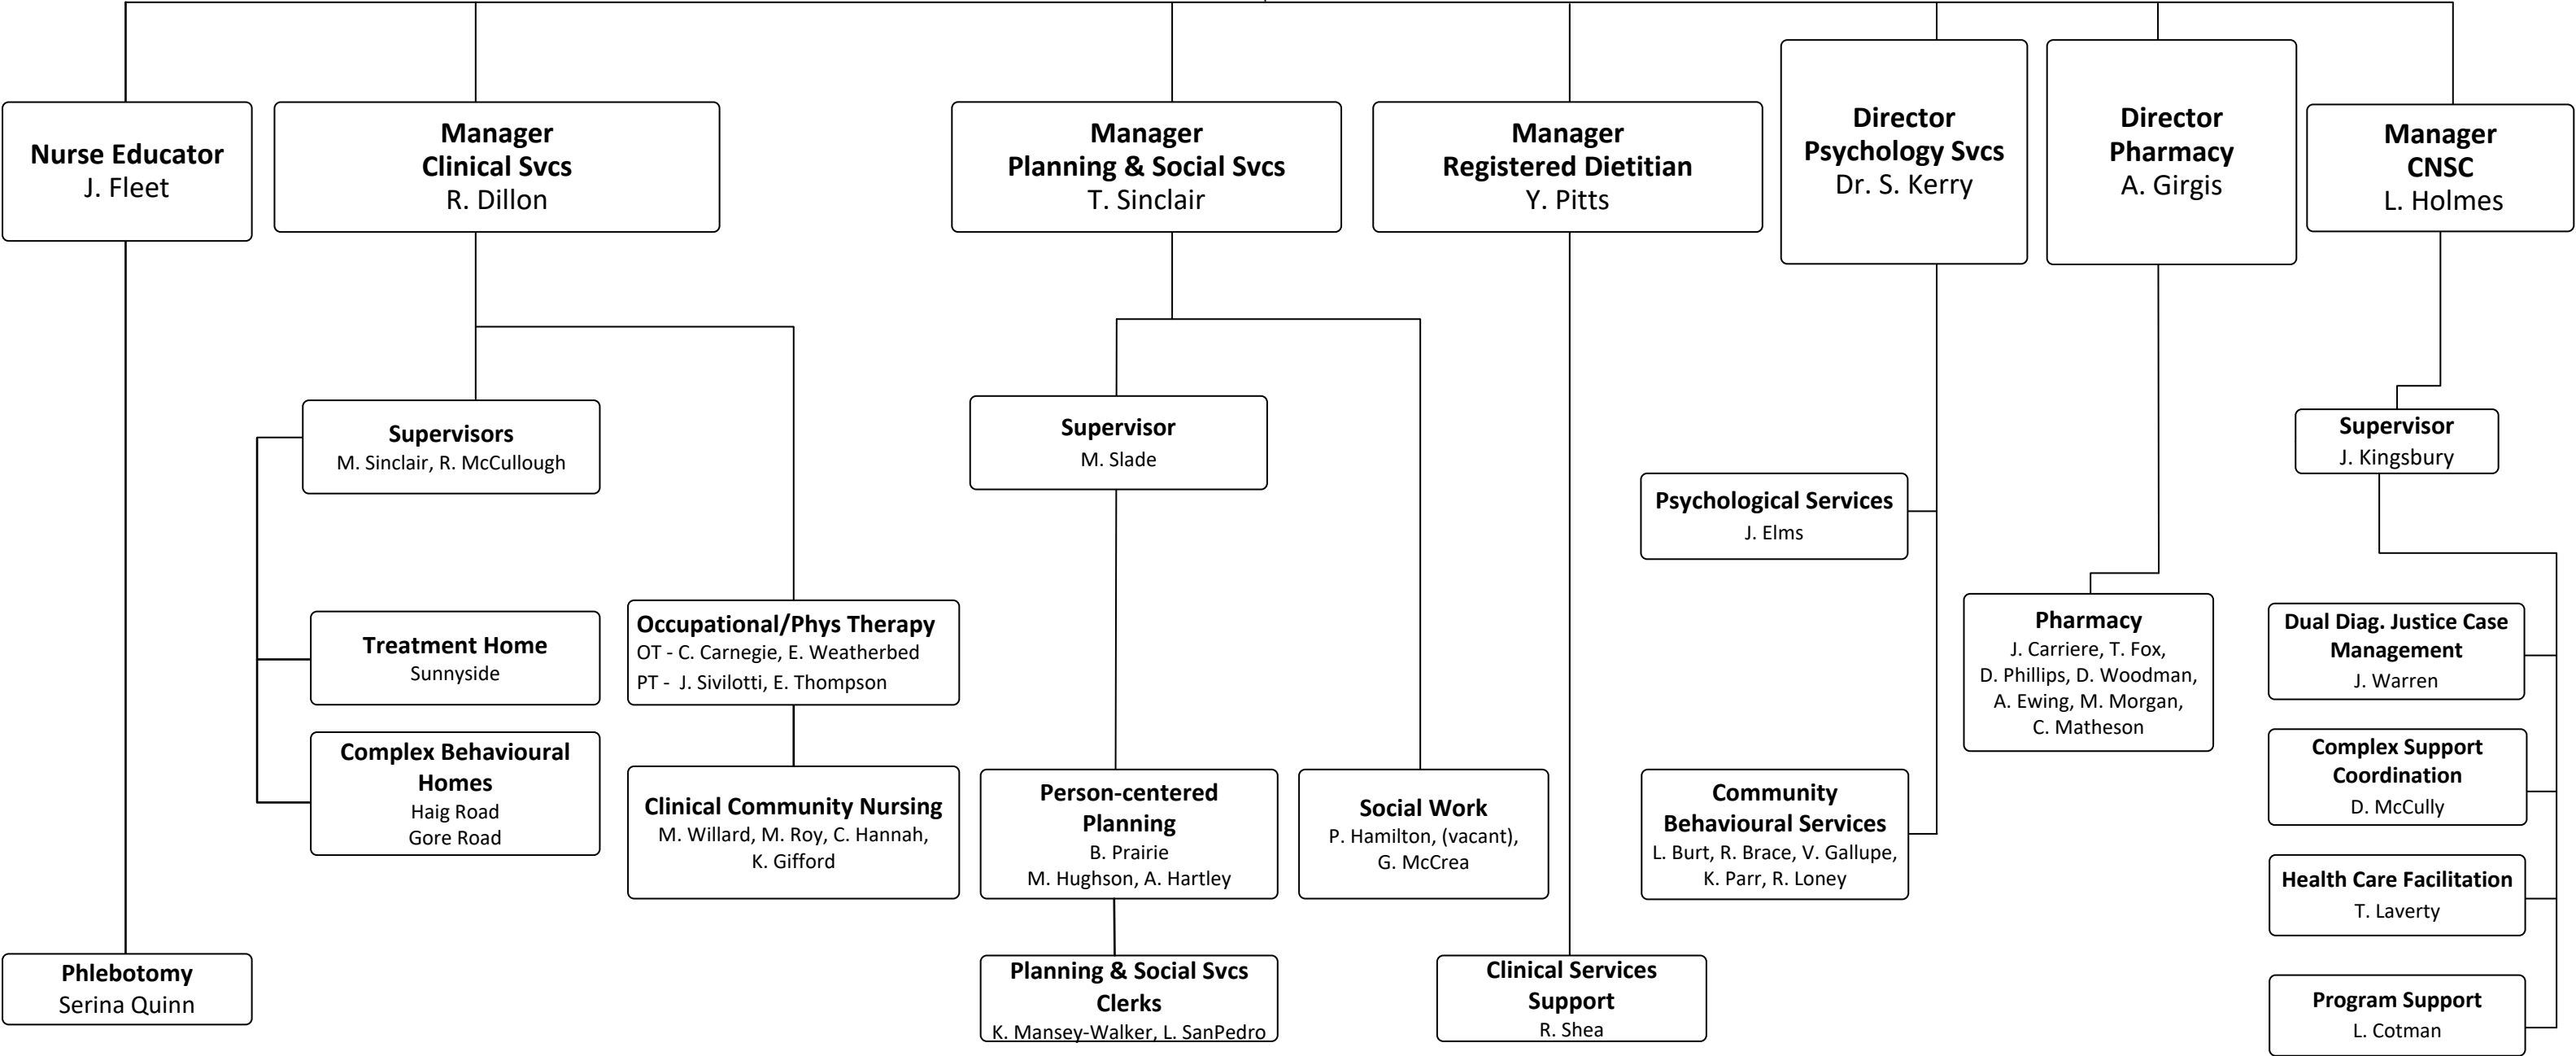 Nurse Educator
J. Fleet
Manager
Clinical Svcs
R. Dillon
Manager
Planning & Social Svcs
T. Sinclair
Manager
Registered Dietitian
Y. Pitts
Director
Psychology Svcs
Dr. S. Kerry
Director
Pharmacy
A. Girgis
Manager
CNSC
L. Holmes
Supervisors
M. Sinclair, R. McCullough
Supervisor
M. Slade
Supervisor
J. Kingsbury
Psychological Services
J. Elms
Treatment Home
Sunnyside
Occupational/Phys Therapy
OT - C. Carnegie, E. Weatherbed
PT - J. Sivilotti, E. Thompson
Pharmacy
J. Carriere, T. Fox,
D. Phillips, D. Woodman,
A. Ewing, M. Morgan,
C. Matheson
Dual Diag. Justice Case
Management
J. Warren
Complex Behavioural
Homes
Haig Road
Gore Road
Clinical Community Nursing
M. Willard, M. Roy, C. Hannah,
K. Gifford
Person-centered
Planning
B. Prairie
M. Hughson, A. Hartley
Social Work
P. Hamilton, (vacant),
G. McCrea
Community
Behavioural Services
L. Burt, R. Brace, V. Gallupe,
K. Parr, R. Loney
Complex Support
Coordination
D. McCully
Health Care Facilitation
T. Laverty
Phlebotomy
Serina Quinn
Planning & Social Svcs
Clerks
K. Mansey-Walker, L. SanPedro
Clinical Services
Support
R. Shea
Program Support
L. Cotman